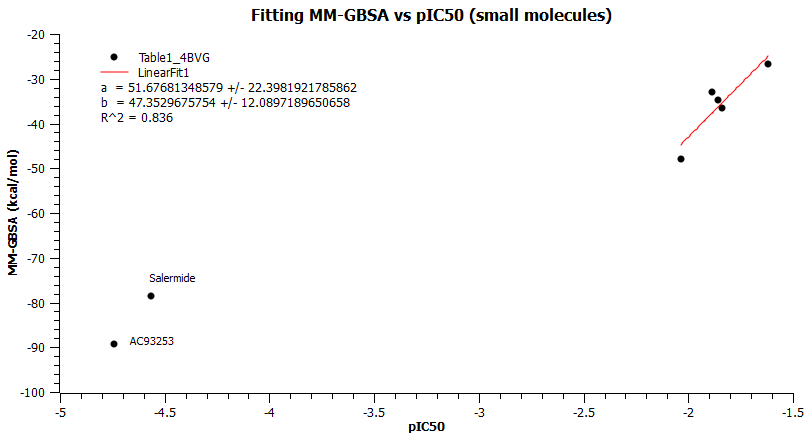 Fitting MM-GBSA vs pIC50 (small molecules)
Table1_4BVG
LinearFit1
a = 51.67681348579 +/- 22.3981921785862
b = 47.3529675754 +/- 12.0897189650658
R^2 = 0.836
MM-GBSA (kcal/mol)
-20
-30
-40
-50
-60
-70
-80
-90
-100
Salermide
AC93253
-5
-4.5
-4
-3.5
-3
-2.5
-2
-1.5
pIC50